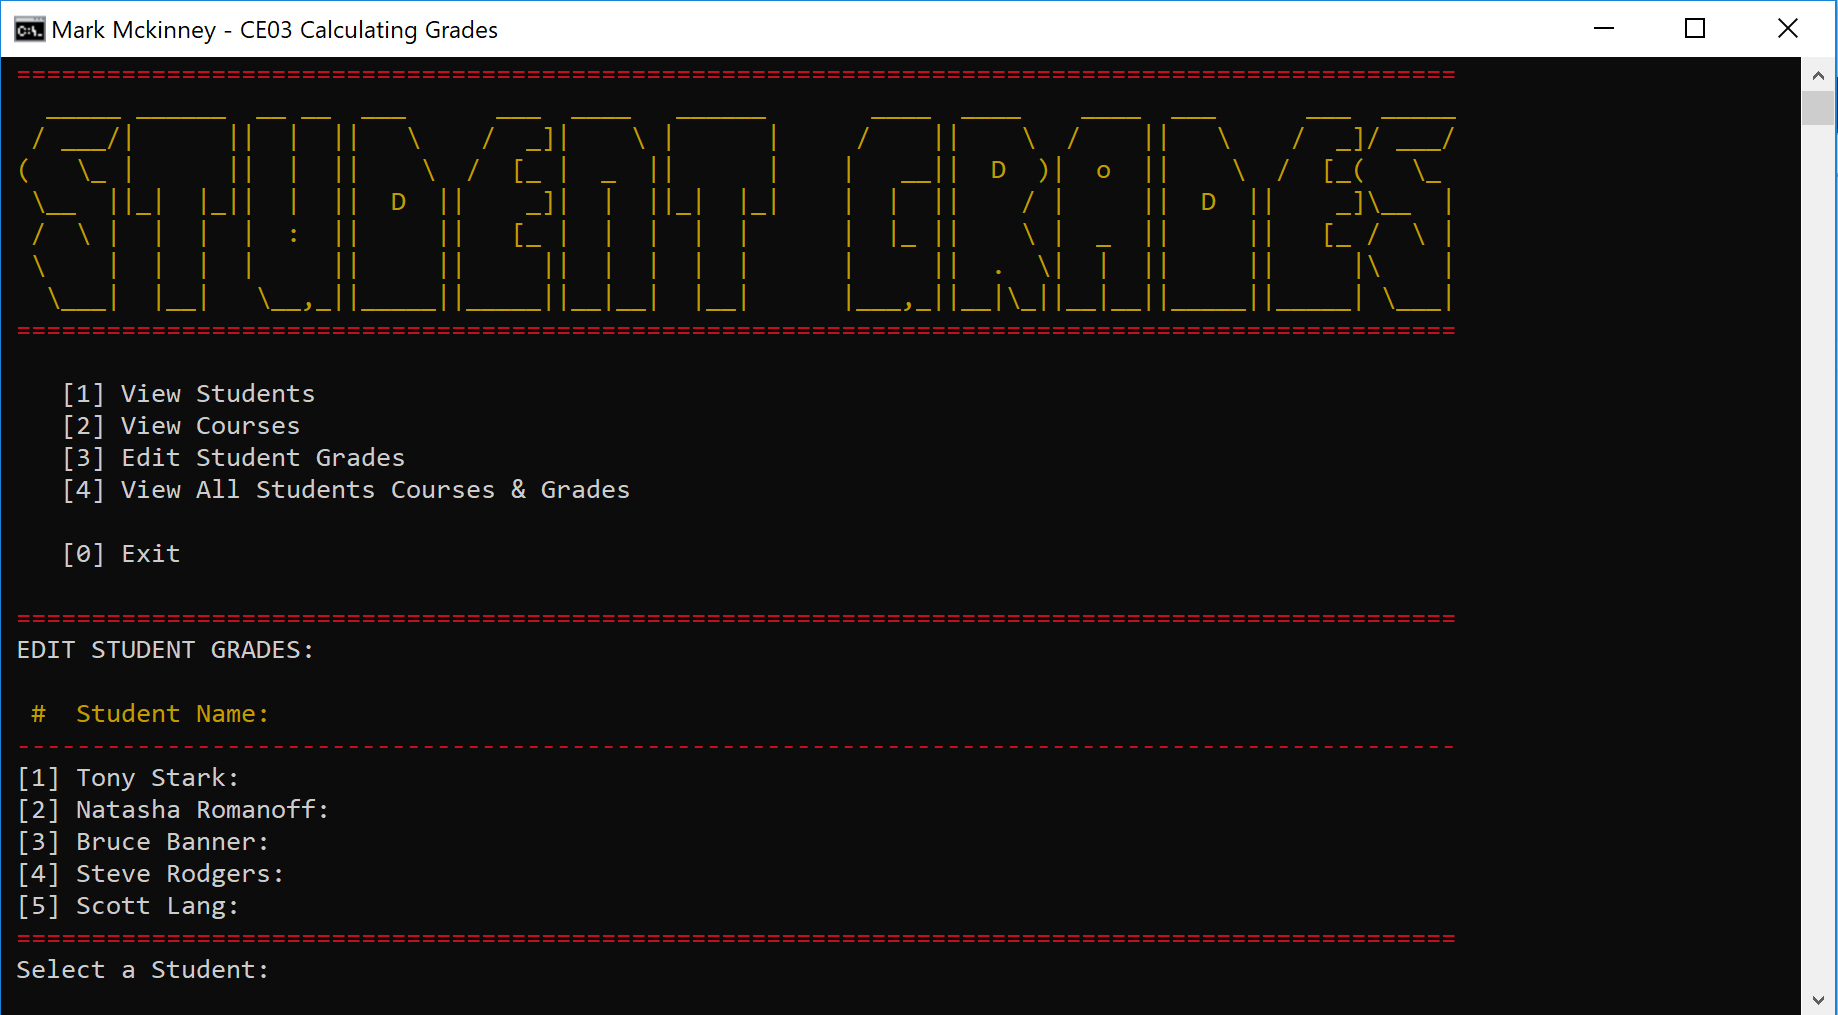 Mark Mckinney - CE03 Calculating Grades
STUDENT GRADES
[1] View Students
[2] View Courses
[3] Edit Student Grades
[4] View All Students Courses & Grades
[0] Exit
EDIT STUDENT GRADES:
# Student Name:
[1] Tony Stark:
[2] Natasha Romanoff:
[3] Bruce Banner:
[4] Steve Rodgers:
[5] Scott Lang:
Select a Student: